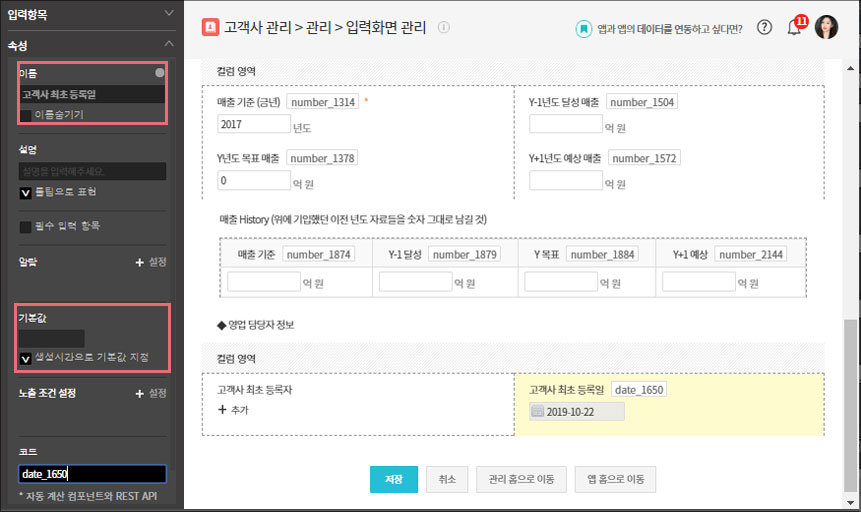 입력항목
속성
이름
고객사 최초 등록일
이름숨기기
설명
설명을 입력해주세요.
툴팁으로 표현
필수 입력 항목
알람
+ 설정
기본값
생성시간으로 기본값 지정
노출 조건 설정
+ 설정
코드
date_1650
* 자동 계산 컴포넌트와 REST API
고객사 관리 > 관리 > 입력화면 관리
앱과 앱의 데이터를 연동하고 싶다면?
11
컬럼 영역
매출 기준 (금년) number_1314 *
2017 년도
Y-1년도 달성 매출 number_1504
억 원
Y년도 목표 매출 number_1378
0 억 원
Y+1년도 예상 매출 number_1572
억 원
매출 History (위에 기입했던 이전 년도 자료들을 숫자 그대로 남길 것)
매출 기준 number_1874
Y-1 달성 number_1879
Y 목표 number_1884
Y+1 예상 number_2144
억 원
억 원
억 원
억 원
◆ 영업 담당자 정보
컬럼 영역
고객사 최초 등록자
+ 추가
고객사 최초 등록일 date_1650
2019-10-22
저장
취소
관리 홈으로 이동
앱 홈으로 이동